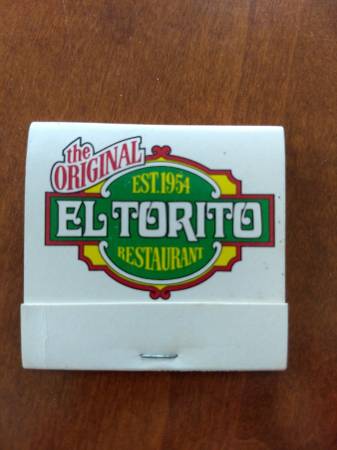 the
ORIGINAL
EST. 1954
EL TORITO
RESTAURANT